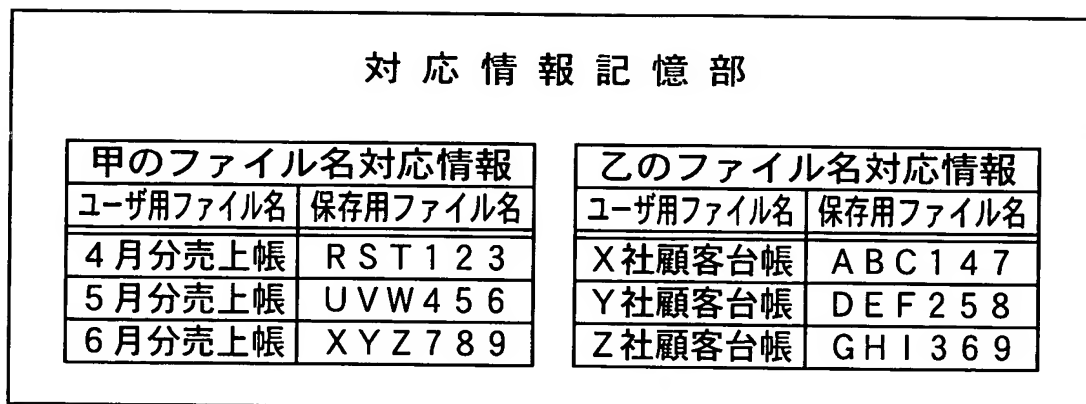 対応情報記憶部
甲のファイル名対応情報
ユーザ用ファイル名 保存用ファイル名
4月分売上帳 RST123
5月分売上帳 UVW456
6月分売上帳 XYZ789
乙のファイル名対応情報
ユーザ用ファイル名 保存用ファイル名
X社顧客台帳 ABC147
Y社顧客台帳 DEF258
Z社顧客台帳 GHI369